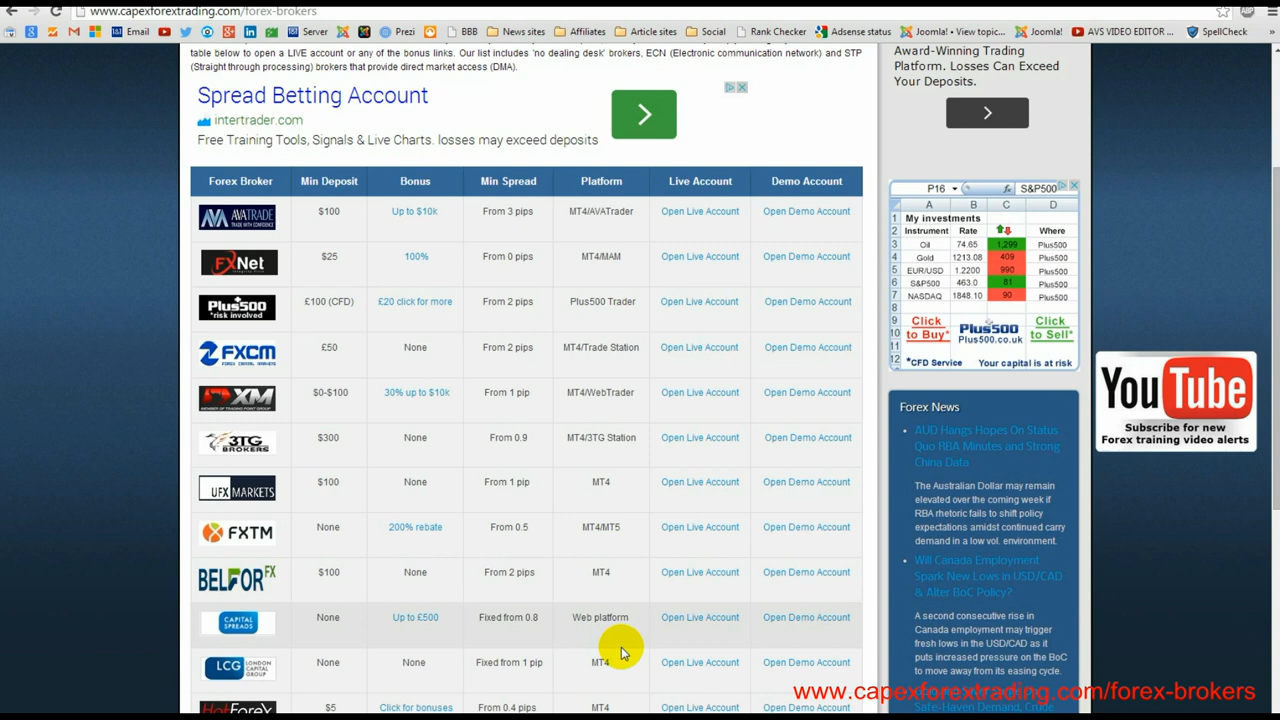 www.capexforextrading.com/forex-brokers
Email
Server
Prezi
BBB
News sites
Affiliates
Article sites
Social
Rank Checker
Adsense status
Joomla! • View topic...
Joomla!
AVS VIDEO EDITOR ...
SpellCheck
»
table below to open a LIVE account or any of the bonus links. Our list includes 'no dealing desk' brokers, ECN (Electronic communication network) and STP
(Straight through processing) brokers that provide direct market access (DMA).
Spread Betting Account
intertrader.com
Free Training Tools, Signals & Live Charts. losses may exceed deposits
Forex Broker Min Deposit Bonus Min Spread Platform Live Account Demo Account
AVATRADE TRADE WITH CONFIDENCE $100 Up to $10k From 3 pips MT4/AVATrader Open Live Account Open Demo Account
FXNet $25 100% From 0 pips MT4/MAM Open Live Account Open Demo Account
Plus500 *risk involved £100 (CFD) £20 click for more From 2 pips Plus500 Trader Open Live Account Open Demo Account
FXCM 50 None From 2 pips MT4/Trade Station Open Live Account Open Demo Account
XM MEMBER OF TRADING POINT GROUP $0-$100 30% up to $10k From 1 pip MT4/WebTrader Open Live Account Open Demo Account
3TG BROKERS $300 None From 0.9 MT4/3TG Station Open Live Account Open Demo Account
UFX MARKETS $100 None From 1 pip MT4 Open Live Account Open Demo Account
FXTM None 200% rebate From 0.5 MT4/MT5 Open Live Account Open Demo Account
BELFOR FX $100 None From 2 pips MT4 Open Live Account Open Demo Account
CAPITAL SPREADS None Up to £500 Fixed from 0.8 Web platform Open Live Account Open Demo Account
LCG LONDON CAPITAL GROUP None None Fixed from 1 pip MT4 Open Live Account Open Demo Account
HotForex $5 Click for bonuses From 0.4 pips MT4 Open Live Account Open Demo Account
Award-Winning Trading
Platform. Losses Can Exceed
Your Deposits.
P16 fx S&P500
A B C D
1 My investments
2 Instrument Rate Where
3 Oil 74.65 1,299 Plus500
4 Gold 1213.08 409 Plus500
5 EUR/USD 1.2200 990 Plus500
6 S&P500 463.0 81 Plus500
7 NASDAQ 1848.10 90 Plus500
8
9 Click Click
10 to Buy* Plus500 to Sell*
11 Plus500.co.uk
12 *CFD Service Your capital is at risk
Forex News
AUD Hangs Hopes On Status
Quo RBA Minutes and Strong
China Data
The Australian Dollar may remain
elevated over the coming week if
RBA rhetoric fails to shift policy
expectations amidst continued carry
demand in a low vol. environment.
Will Canada Employment
Spark New Lows in USD/CAD
& Alter BoC Policy?
A second consecutive rise in
Canada employment may trigger
fresh lows in the USD/CAD as it
puts increased pressure on the BoC
to move away from its easing cycle.
Safe-Haven Demand, Crude
You Tube
Subscribe for new
Forex training video alerts
www.capexforextrading.com/forex-brokers